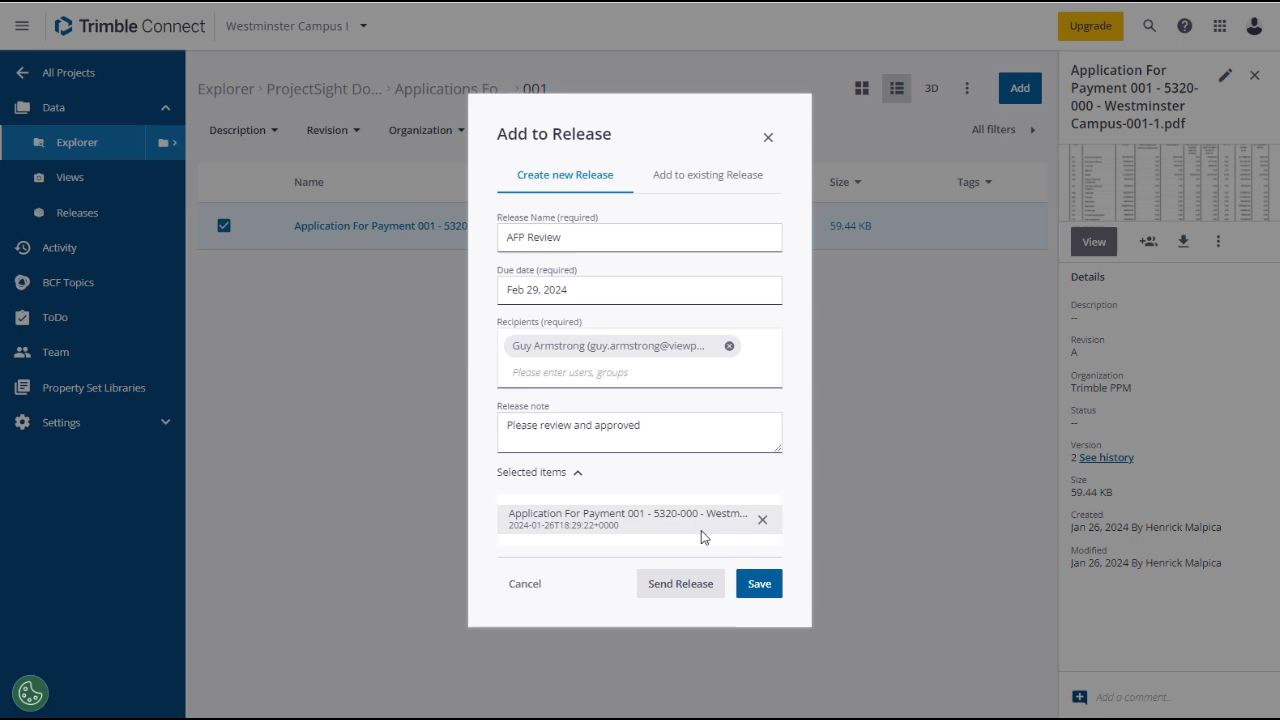 Trimble Connect
Westminster Campus I
Upgrade
All Projects
Data
Explorer
Views
Releases
Activity
BCF Topics
ToDo
Team
Property Set Libraries
Settings
Explorer
ProjectSight Do...
Applications Fo...
001
3D
Add
Description
Revision
Organization
All filters
Name
Size
Tags
Application For Payment 001 - 5320
59.44 KB
Add to Release
Create new Release
Add to existing Release
Release Name (required)
AFP Review
Due date (required)
Feb 29, 2024
Recipients (required)
Guy Armstrong (guy.armstrong@viewp...
Please enter users, groups
Release note
Please review and approved
Selected items
Application For Payment 001 - 5320-000 - Westm...
2024-01-26T18:29:22+0000
Cancel
Send Release
Save
Application For
Payment 001 - 5320-
000 - Westminster
Campus-001-1.pdf
View
Details
Description
--
Revision
A
Organization
Trimble PPM
Status
--
Version
2 See history
Size
59.44 KB
Created
Jan 26, 2024 By Henrick Malpica
Modified
Jan 26, 2024 By Henrick Malpica
Add a comment...